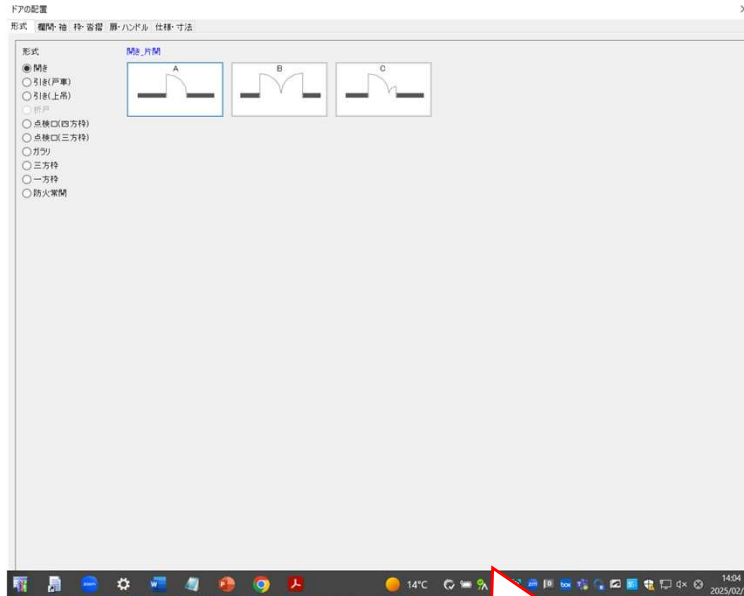 ドアの配置
形式 欄間・袖 枠・沓摺 扉・ハンドル 仕様・寸法
形式
開き_片開
開き
引き(戸車)
引き(上吊)
折戸
点検口(四方枠)
点検口(三方枠)
ガラリ
三方枠
一方枠
防火常開
A
B
C
14℃
14:04
2025/02/